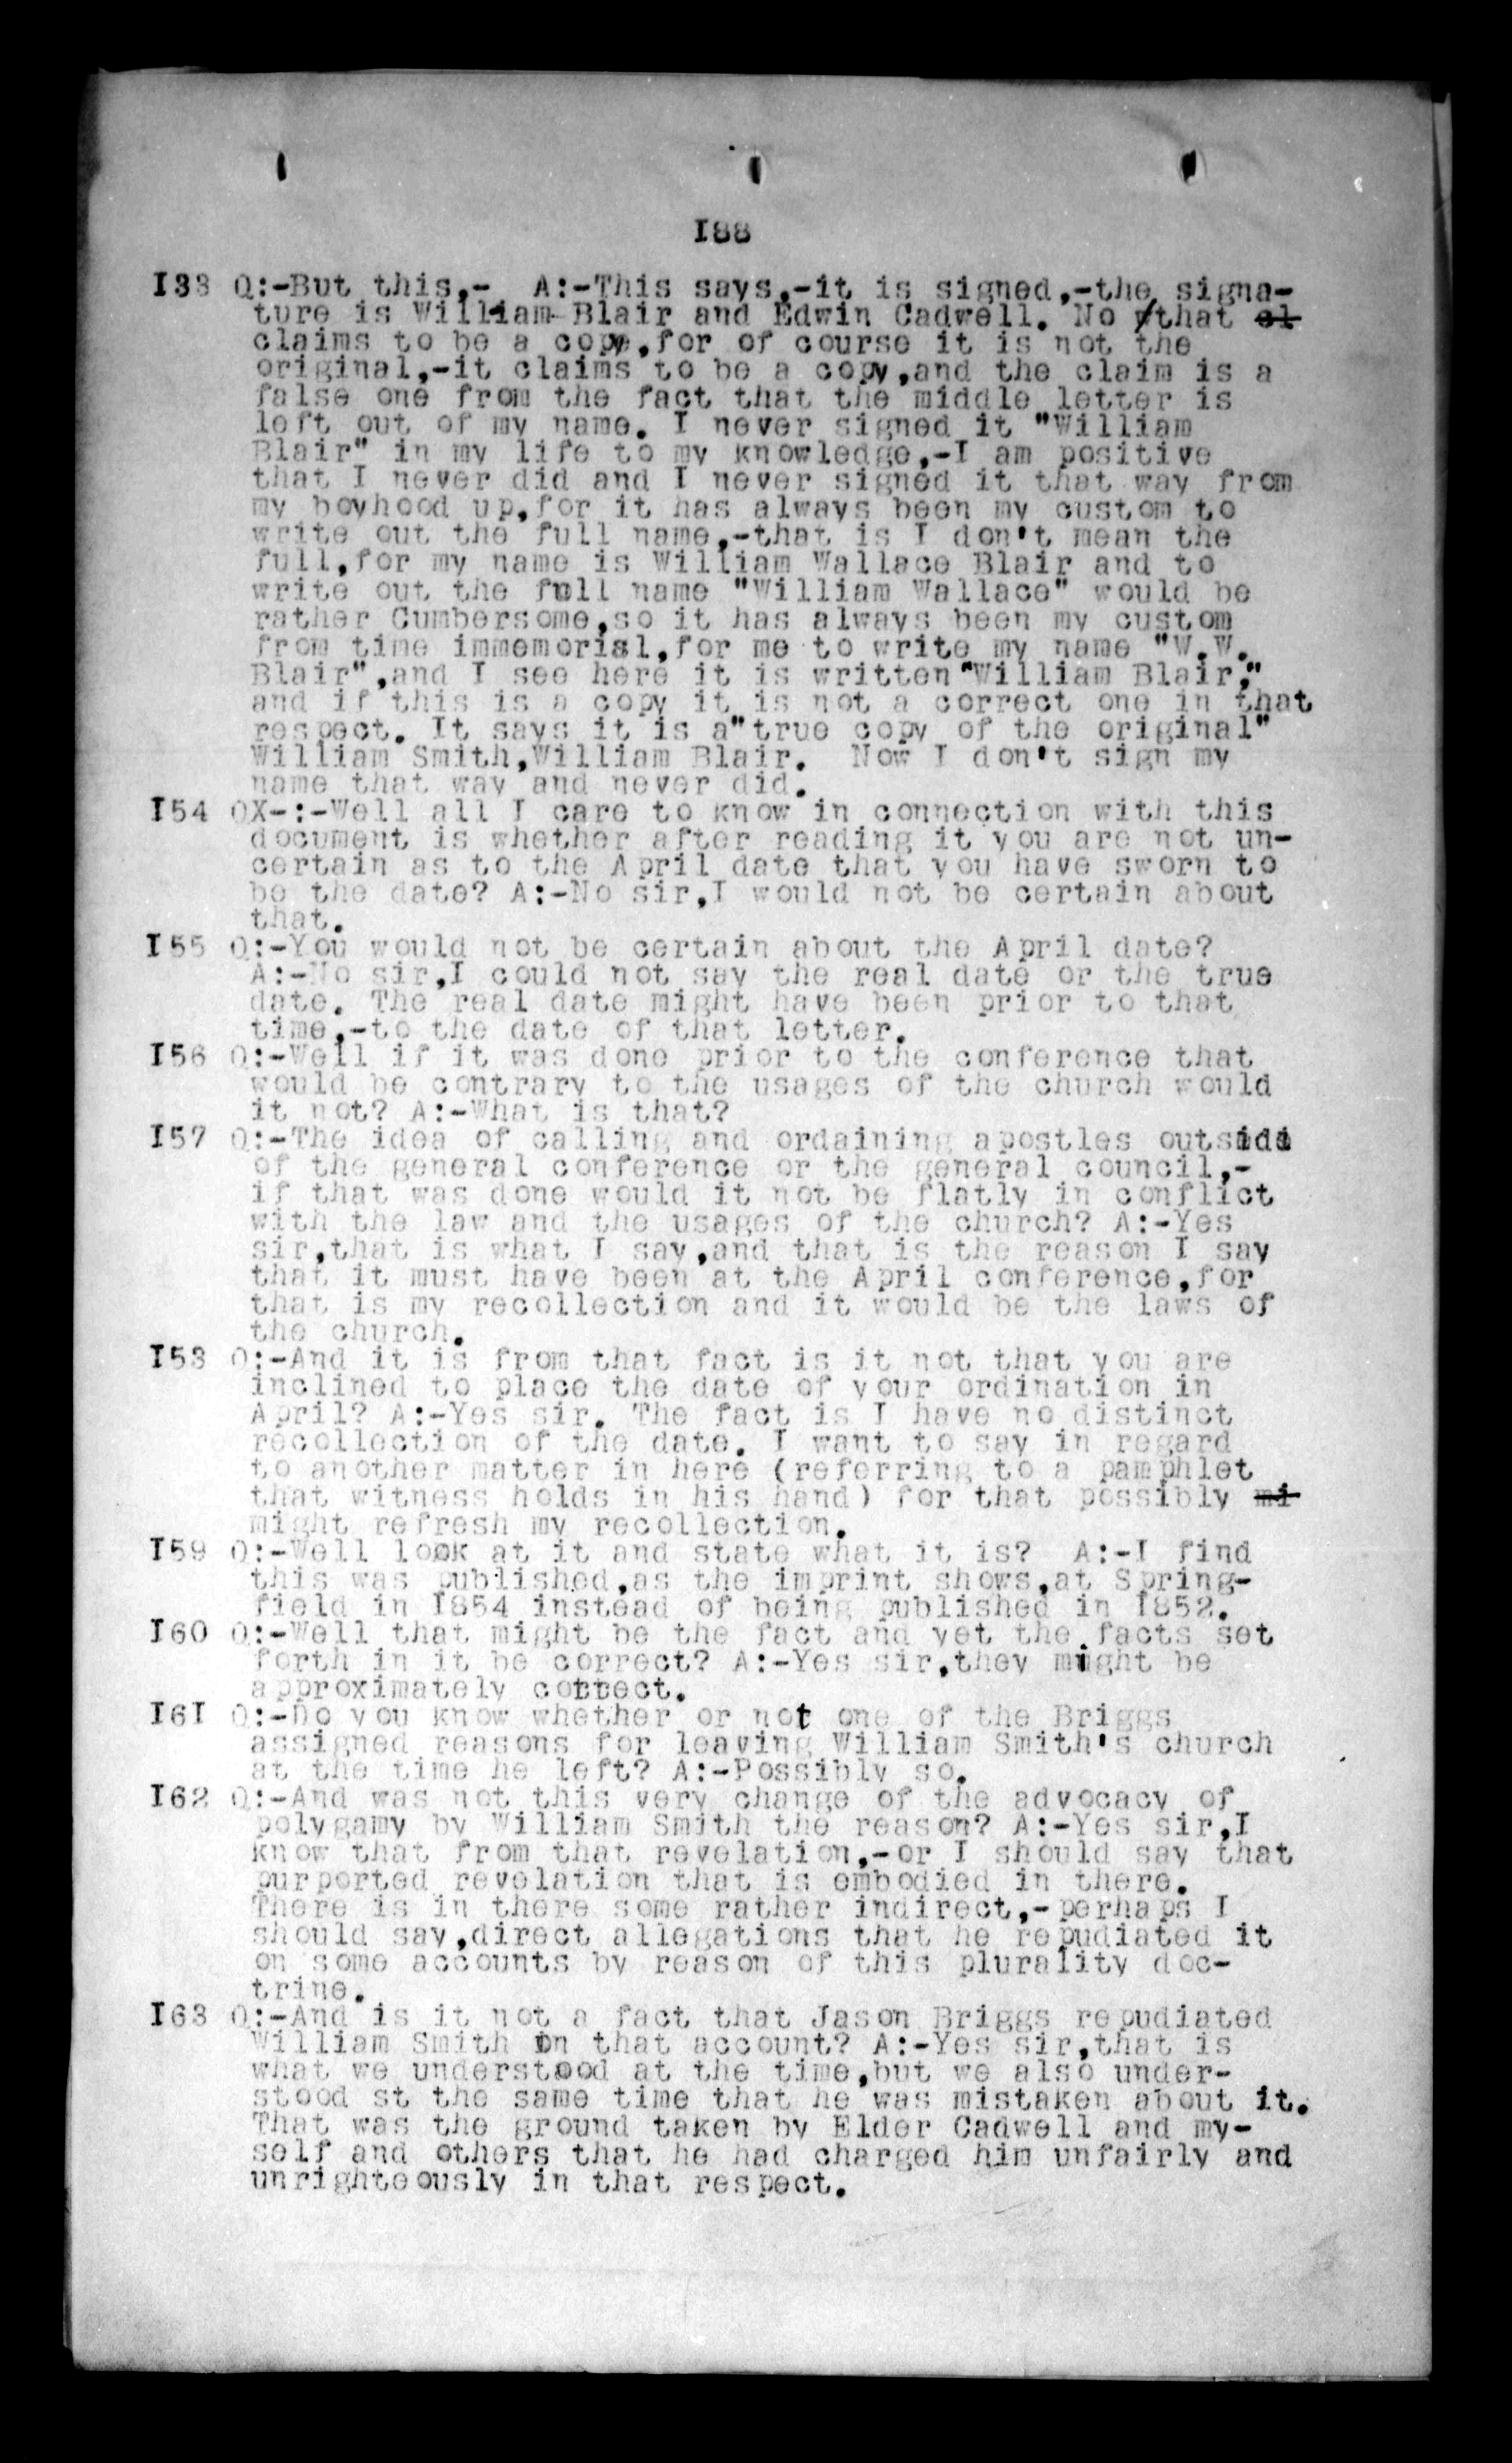 I88
I33 Q:-But this,- A:-This says,-it is signed,-the signa-
ture is William Blair and Edwin Cadwell. No that cl
claims to be a copy,for of course it is not the
original,-it claims to be a copy,and the claim is a
false one from the fact that the middle letter is
left out of my name. I never signed it "William
Blair" in my life to my knowledge,-I am positive
that I never did and I never signed it that way from
my boyhood up,for it has always been my custom to
write out the full name,-that is I don't mean the
full,for my name is William Wallace Blair and to
write out the full name "William Wallace" would be
rather Cumbersome,so it has always been my custom
from time immemorial,for me to write my name "W.W.
Blair",and I see here it is written"William Blair,"
and if this is a copy it is not a correct one in that
respect. It says it is a"true copy of the original"
William Smith,William Blair. Now I don't sign my
name that way and never did.
I54 QX-:-Well all I care to know in connection with this
document is whether after reading it you are not un-
certain as to the April date that you have sworn to
be the date? A:-No sir,I would not be certain about
that.
I55 Q:-You would not be certain about the April date?
A:-No sir,I could not say the real date or the true
date. The real date might have been prior to that
time,-to the date of that letter.
I56 Q:-Well if it was done prior to the conference that
would be contrary to the usages of the church would
it not? A:-What is that?
I57 Q:-The idea of calling and ordaining apostles outsidi
of the general conference or the general council,-
if that was done would it not be flatly in conflict
with the law and the usages of the church? A:-Yes
sir,that is what I say,and that is the reason I say
that it must have been at the April conference,for
that is my recollection and it would be the laws of
the church.
I53 Q:-And it is from that fact is it not that you are
inclined to place the date of your ordination in
April? A:-Yes sir. The fact is I have no distinct
recollection of the date. I want to say in regard
to another matter in here (referring to a pamphlet
that witness holds in his hand) for that possibly mi
might refresh my recollection.
I59 Q:-Well look at it and state what it is? A:-I find
this was published,as the imprint shows,at Spring-
field in I854 instead of being published in I852.
I60 Q:-Well that might be the fact and yet the facts set
forth in it be correct? A:-Yes sir,they might be
approximately cottect.
I6I Q:-Do you know whether or not one of the Briggs
assigned reasons for leaving William Smith's church
at the time he left? A:-Possibly so.
I62 Q:-And was not this very change of the advocacy of
polygamy by William Smith the reason? A:-Yes sir,I
know that from that revelation,-or I should say that
purported revelation that is embodied in there.
There is in there some rather indirect,-perhaps I
should say,direct allegations that he repudiated it
on some accounts by reason of this plurality doc-
trine.
I63 Q:-And is it not a fact that Jason Briggs repudiated
William Smith on that account? A:-Yes sir,that is
what we understood at the time,but we also under-
stood st the same time that he was mistaken about it.
That was the ground taken by Elder Cadwell and my-
self and others that he had charged him unfairly and
unrighteously in that respect.